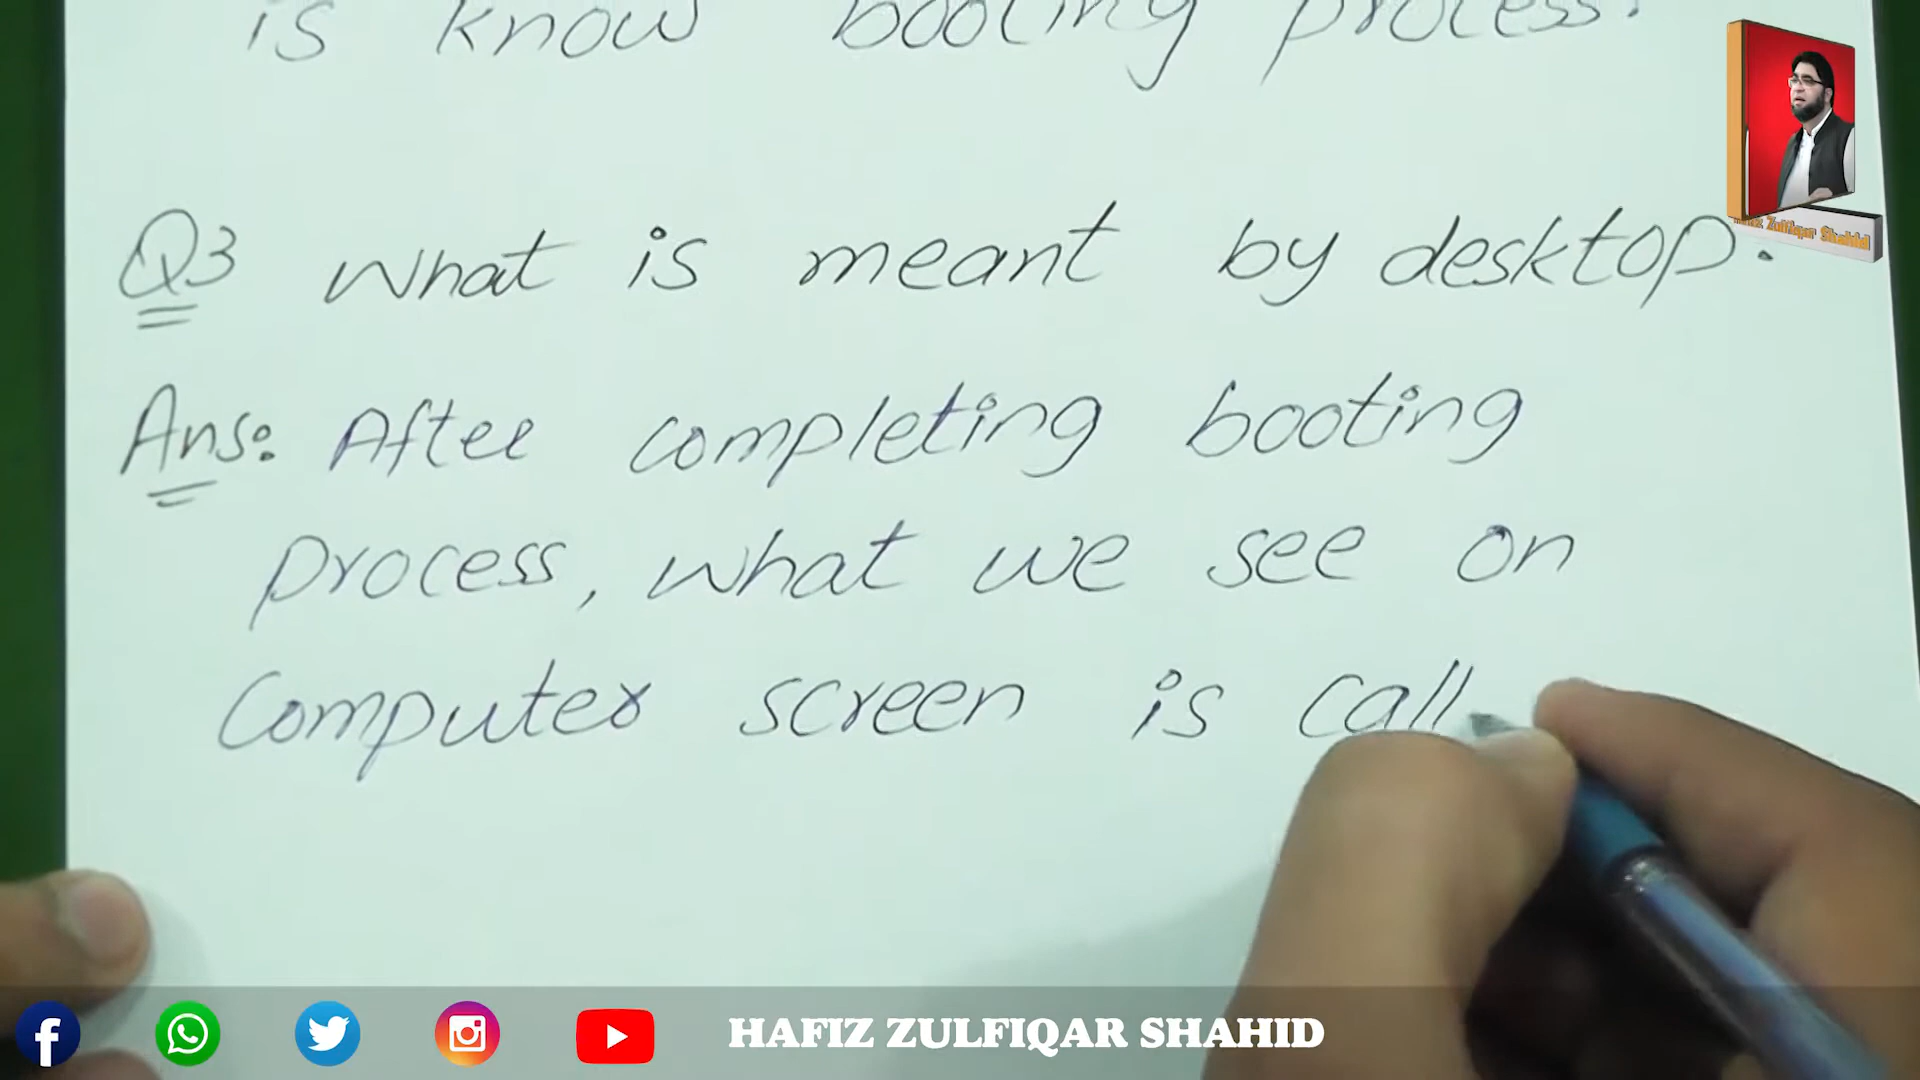 is know booting process.
Q3 What is meant by desktop.
Ans: After completing booting
process, what we see on
Computer screen is call
Hafiz Zulfiqar Shahid
HAFIZ ZULFIQAR SHAHID